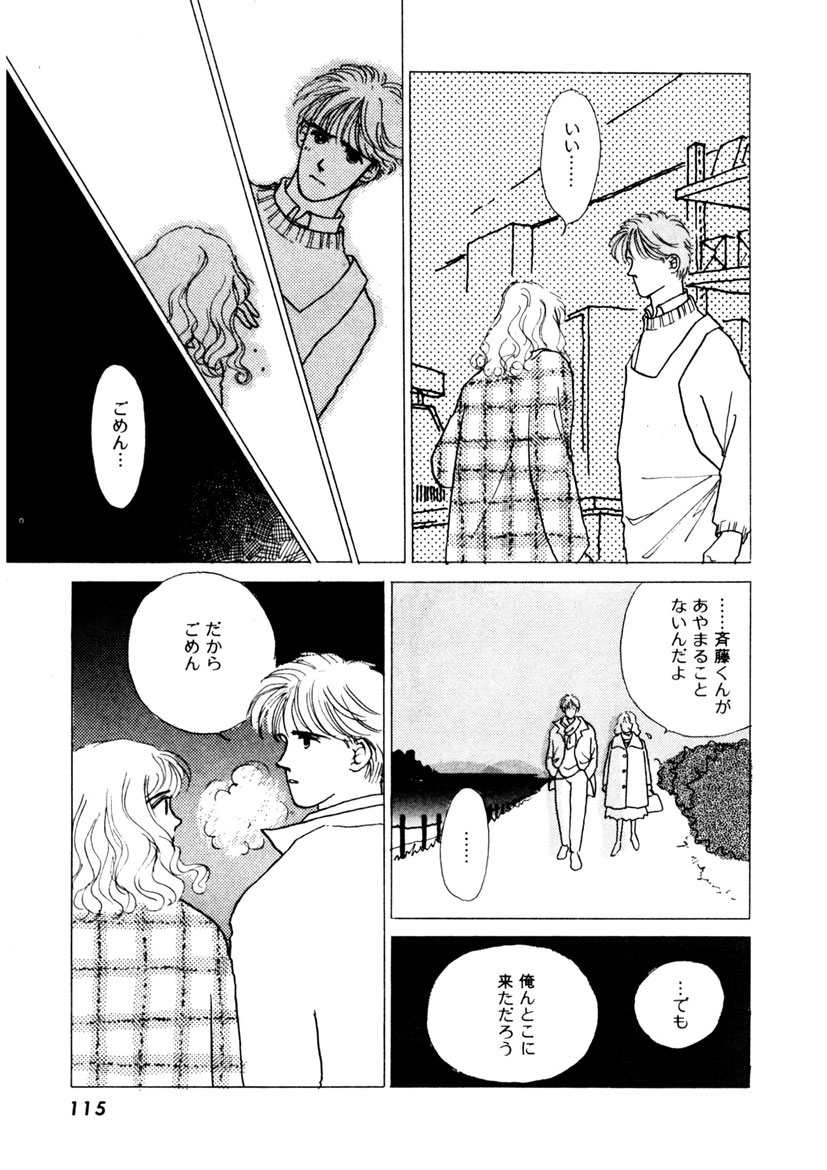 いい……
ごめん…
……斉藤くんが
あやまること
ないんだよ
……
…でも
俺んとこに
来ただろう
だから
ごめん
115